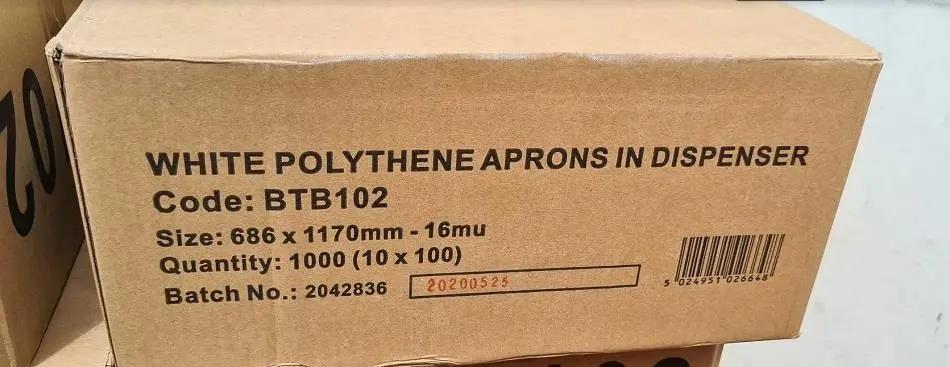 WHITE POLYTHENE APRONS IN DISPENSER
Code: BTB102
Size: 686 x 1170mm - 16mu
Quantity: 1000 (10 x 100)
Batch No.: 2042836 20200525
5 024951 026648